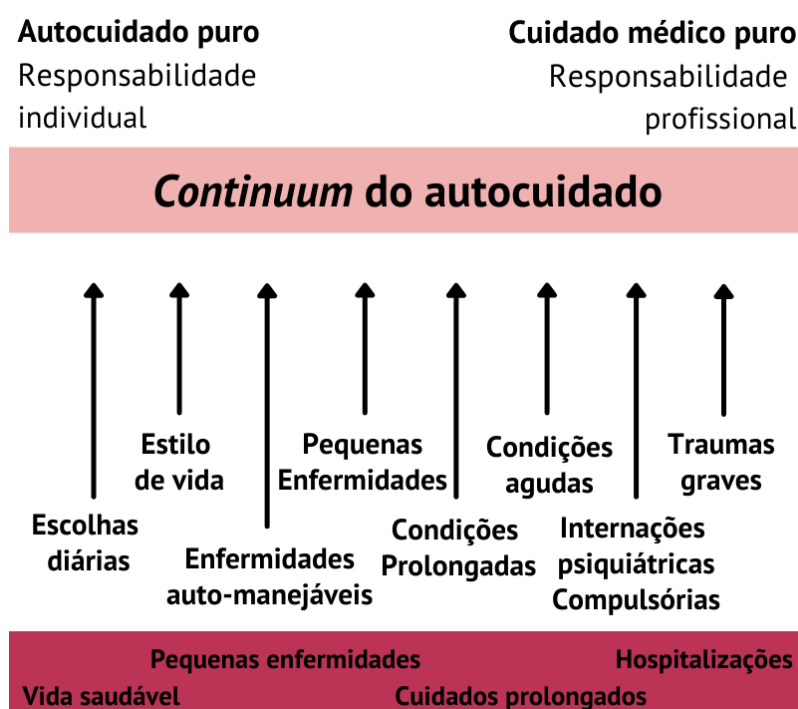 Autocuidado puro
Responsabilidade
individual
Cuidado médico puro
Responsabilidade
profissional
Continuum do autocuidado
Estilo
de vida
Pequenas
Enfermidades
Condições
agudas
Traumas
graves
Escolhas
diárias
Enfermidades
auto-manejáveis
Condições
Prolongadas
Internações
psiquiátricas
Compulsórias
Pequenas enfermidades
Hospitalizações
Vida saudável
Cuidados prolongados